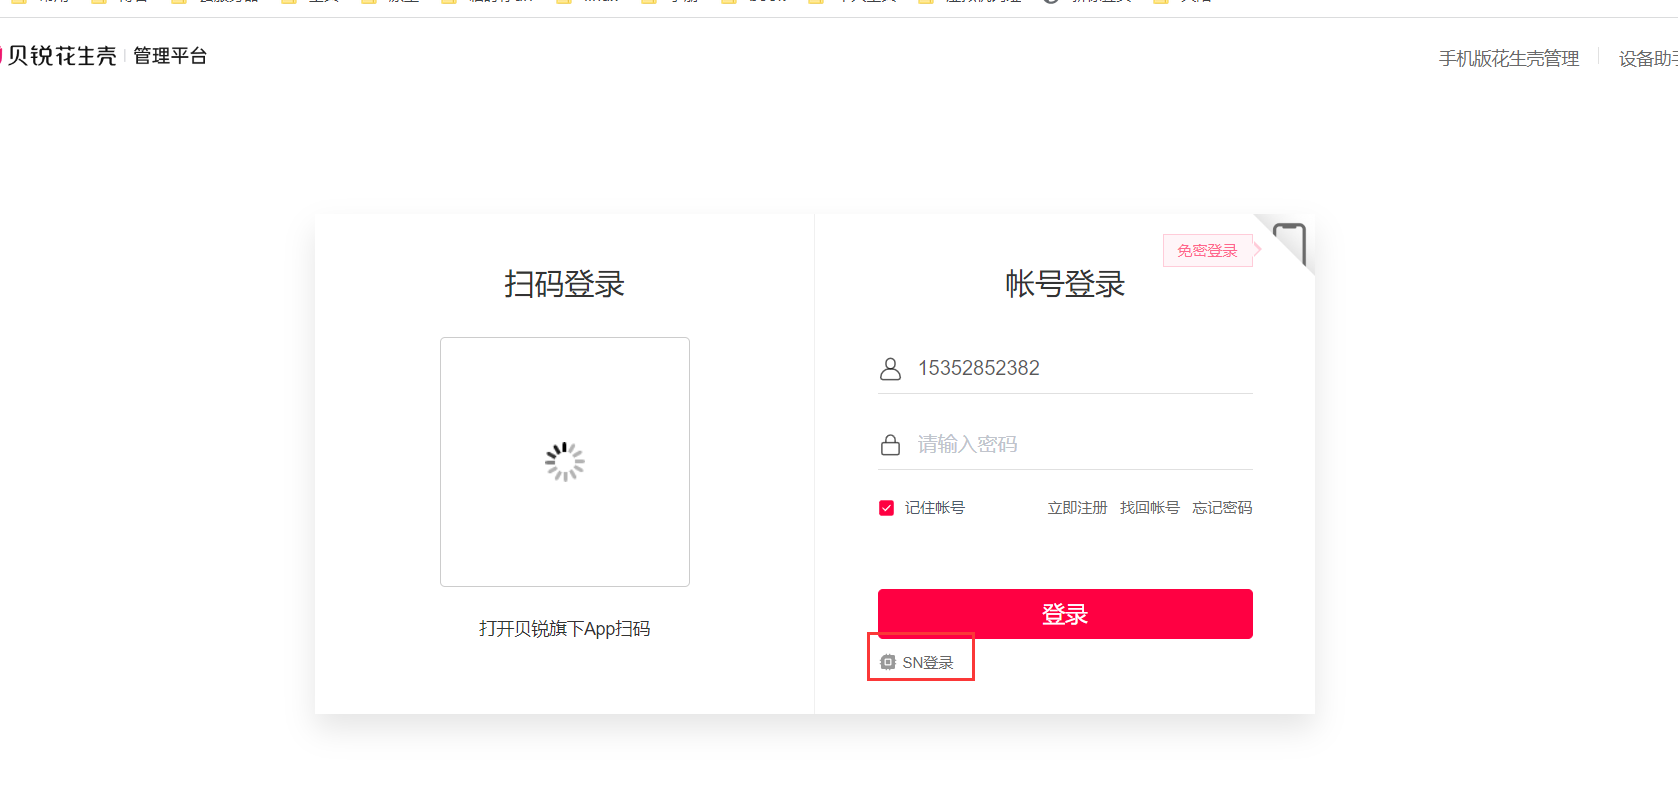 贝锐花生壳 管理平台
手机版花生壳管理 设备助手
扫码登录
打开贝锐旗下App扫码
免密登录
帐号登录
15352852382
请输入密码
记住帐号 立即注册 找回帐号 忘记密码
登录
SN登录